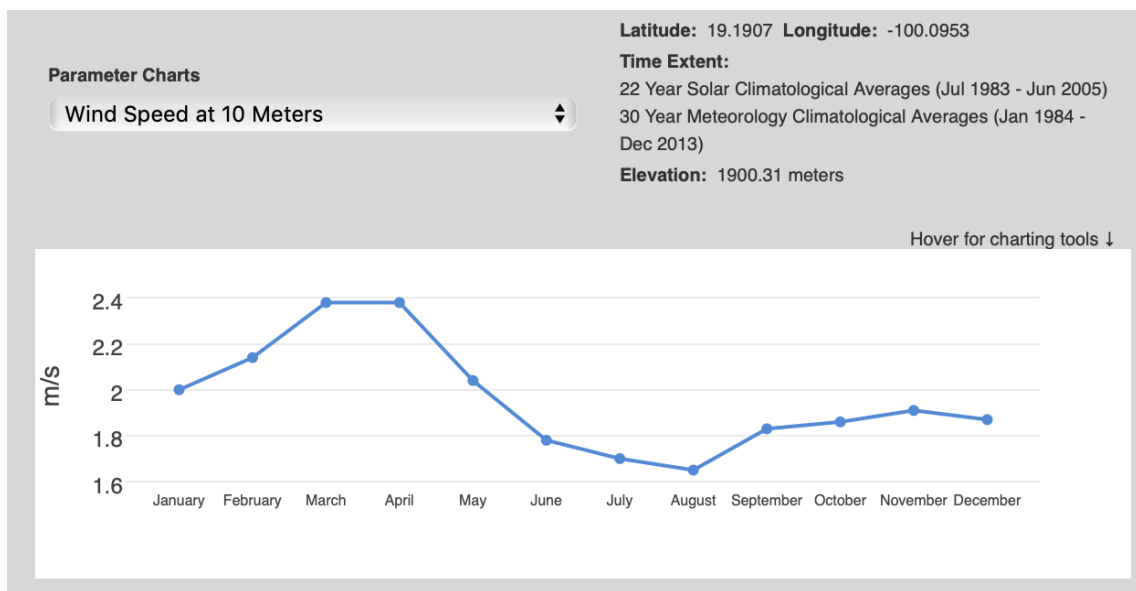 Latitude: 19.1907 Longitude: -100.0953
Time Extent:
22 Year Solar Climatological Averages (Jul 1983 - Jun 2005)
30 Year Meteorology Climatological Averages (Jan 1984 -
Dec 2013)
Elevation: 1900.31 meters
Parameter Charts
Wind Speed at 10 Meters
Hover for charting tools ↓
m/s
2.4
2.2
2
1.8
1.6
January February March April May June July August September October November December